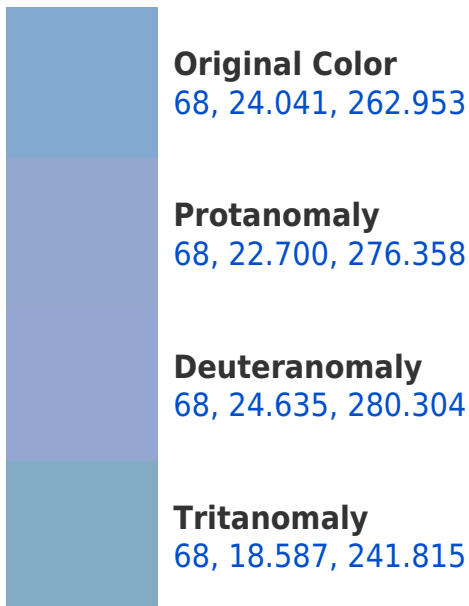 Original Color
68, 24.041, 262.953
Protanomaly
68, 22.700, 276.358
Deuteranomaly
68, 24.635, 280.304
Tritanomaly
68, 18.587, 241.815